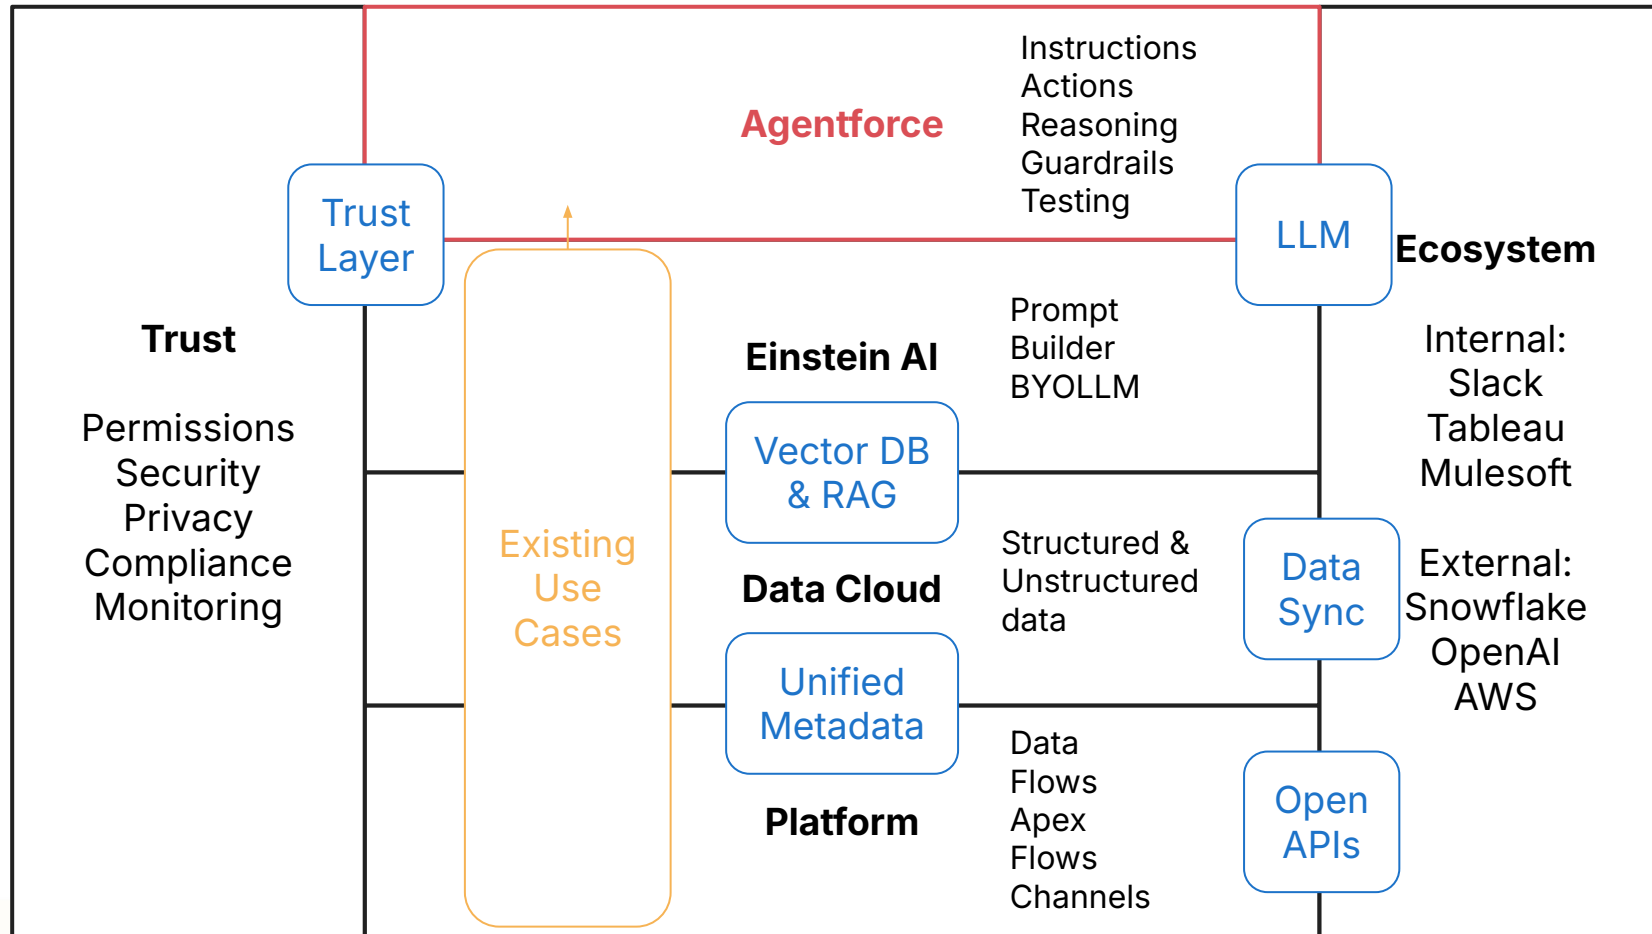 Agentforce
Instructions
Actions
Reasoning
Guardrails
Testing
Trust
Layer
LLM
Trust
Permissions
Security
Privacy
Compliance
Monitoring
Existing
Use
Cases
Einstein AI
Prompt
Builder
BYOLLM
Vector DB
& RAG
Data Cloud
Structured &
Unstructured
data
Unified
Metadata
Platform
Data
Flows
Apex
Flows
Channels
Ecosystem
Internal:
Slack
Tableau
Mulesoft
External:
Snowflake
OpenAI
AWS
Data
Sync
Open
APIs